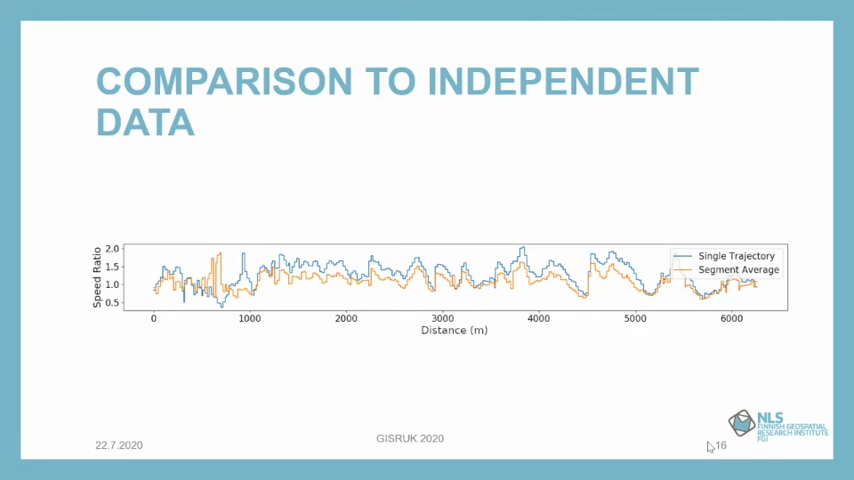 COMPARISON TO INDEPENDENT
DATA
Speed Ratio
2.0
1.5
1.0
0.5
Single Trajectory
Segment Average
0 1000 2000 3000 4000 5000 6000
Distance (m)
22.7.2020
GISRUK 2020
16
NLS
FINNISH GEOSPATIAL
RESEARCH INSTITUTE
FGI